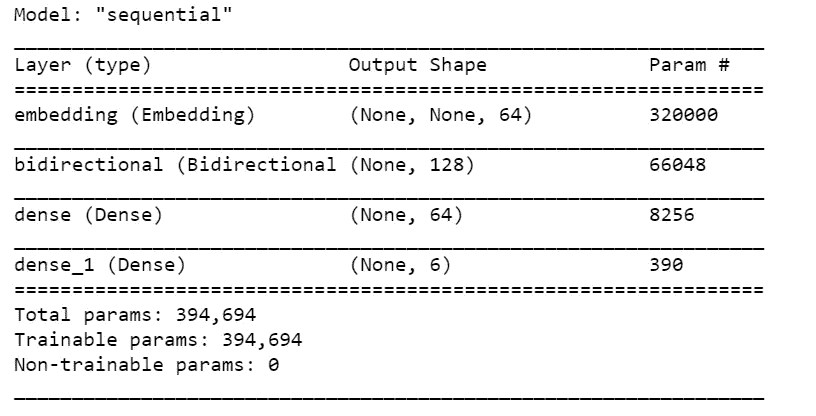 Model: "sequential"
_________________________________________________________________
Layer (type)                 Output Shape              Param #
=================================================================
embedding (Embedding)        (None, None, 64)          320000
_________________________________________________________________
bidirectional (Bidirectional (None, 128)               66048
_________________________________________________________________
dense (Dense)                (None, 64)                8256
_________________________________________________________________
dense_1 (Dense)              (None, 6)                 390
=================================================================
Total params: 394,694
Trainable params: 394,694
Non-trainable params: 0
_________________________________________________________________